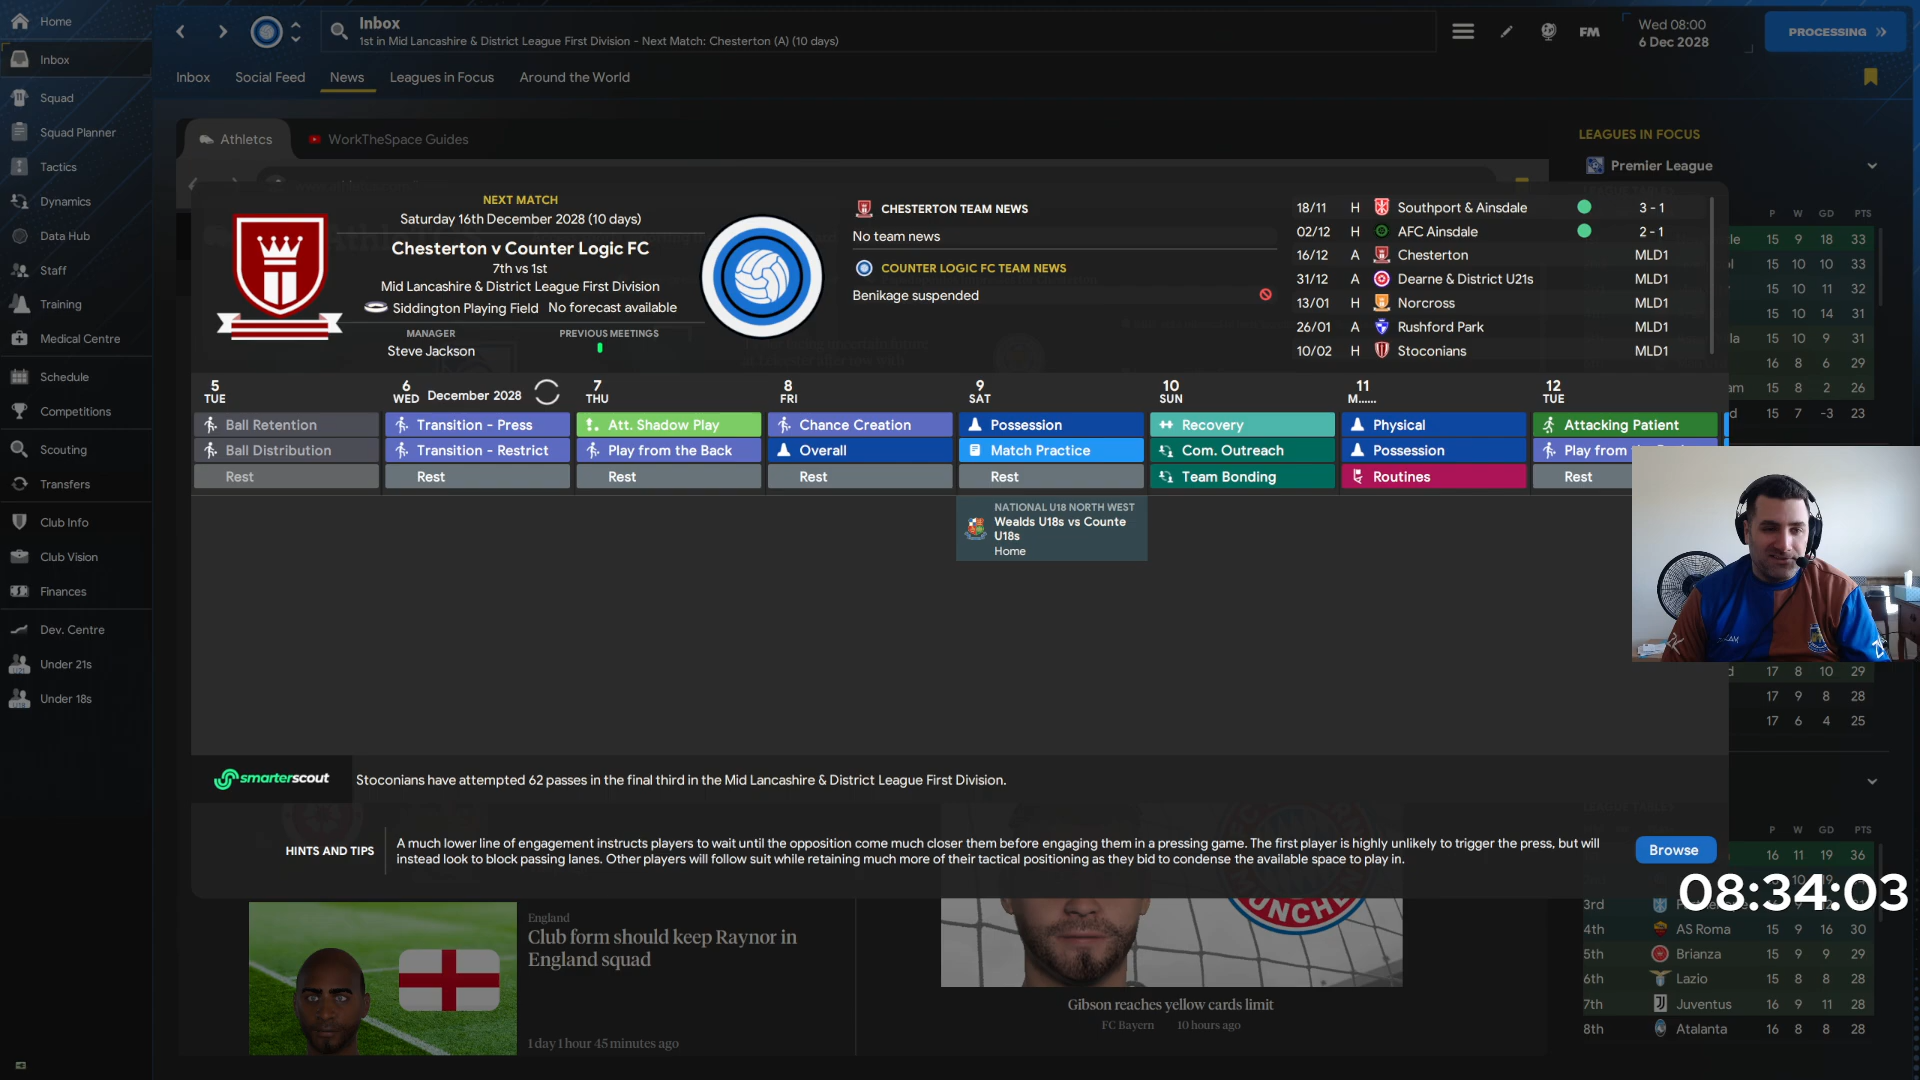 Home
Inbox
Squad
Squad Planner
Tactics
Dynamics
Data Hub
Staff
Training
Medical Centre
Schedule
Competitions
Scouting
Transfers
Club Info
Club Vision
Finances
Dev. Centre
Under 21s
Under 18s
Inbox
1st in Mid Lancashire & District League First Division - Next Match: Chesterton (A) (10 days)
FM
Wed 08:00
6 Dec 2028
PROCESSING
Inbox Social Feed News Leagues in Focus Around the World
Athletcs WorkTheSpace Guides
LEAGUES IN FOCUS
Premier League
NEXT MATCH
Saturday 16th December 2028 (10 days)
Chesterton v Counter Logic FC
7th vs 1st
Mid Lancashire & District League First Division
Siddington Playing Field No forecast available
MANAGER
Steve Jackson
PREVIOUS MEETINGS
CHESTERTON TEAM NEWS
No team news
COUNTER LOGIC FC TEAM NEWS
Benikage suspended
18/11 H Southport & Ainsdale 3 - 1
02/12 H AFC Ainsdale 2 - 1
16/12 A Chesterton MLD1
31/12 A Dearne & District U21s MLD1
13/01 H Norcross MLD1
26/01 A Rushford Park MLD1
10/02 H Stoconians MLD1
P W GD PTS
15 9 18 33
15 10 10 33
15 10 11 32
15 10 14 31
15 10 9 31
16 8 6 29
15 8 2 26
15 7 -3 23
5 TUE
Ball Retention
Ball Distribution
Rest
6 WED December 2028
Transition - Press
Transition - Restrict
Rest
7 THU
Att. Shadow Play
Play from the Back
Rest
8 FRI
Chance Creation
Overall
Rest
9 SAT
Possession
Match Practice
Rest
NATIONAL U18 NORTH WEST
Wealds U18s vs Counte
U18s
Home
10 SUN
Recovery
Com. Outreach
Team Bonding
11 M......
Physical
Possession
Routines
12 TUE
Attacking Patient
Play from
Rest
17 8 10 29
17 9 8 28
17 6 4 25
smarterscout
Stoconians have attempted 62 passes in the final third in the Mid Lancashire & District League First Division.
HINTS AND TIPS
A much lower line of engagement instructs players to wait until the opposition come much closer them before engaging them in a pressing game. The first player is highly unlikely to trigger the press, but will
instead look to block passing lanes. Other players will follow suit while retaining much more of their tactical positioning as they bid to condense the available space to play in.
Browse
08:34:03
P W GD PTS
16 11 19 36
3rd
4th AS Roma 15 9 16 30
5th Brianza 15 9 9 29
6th Lazio 15 8 9 28
7th Juventus 16 9 11 28
8th Atalanta 16 8 8 28
England
Club form should keep Raynor in
England squad
1 day 1 hour 45 minutes ago
Gibson reaches yellow cards limit
FC Bayern 10 hours ago